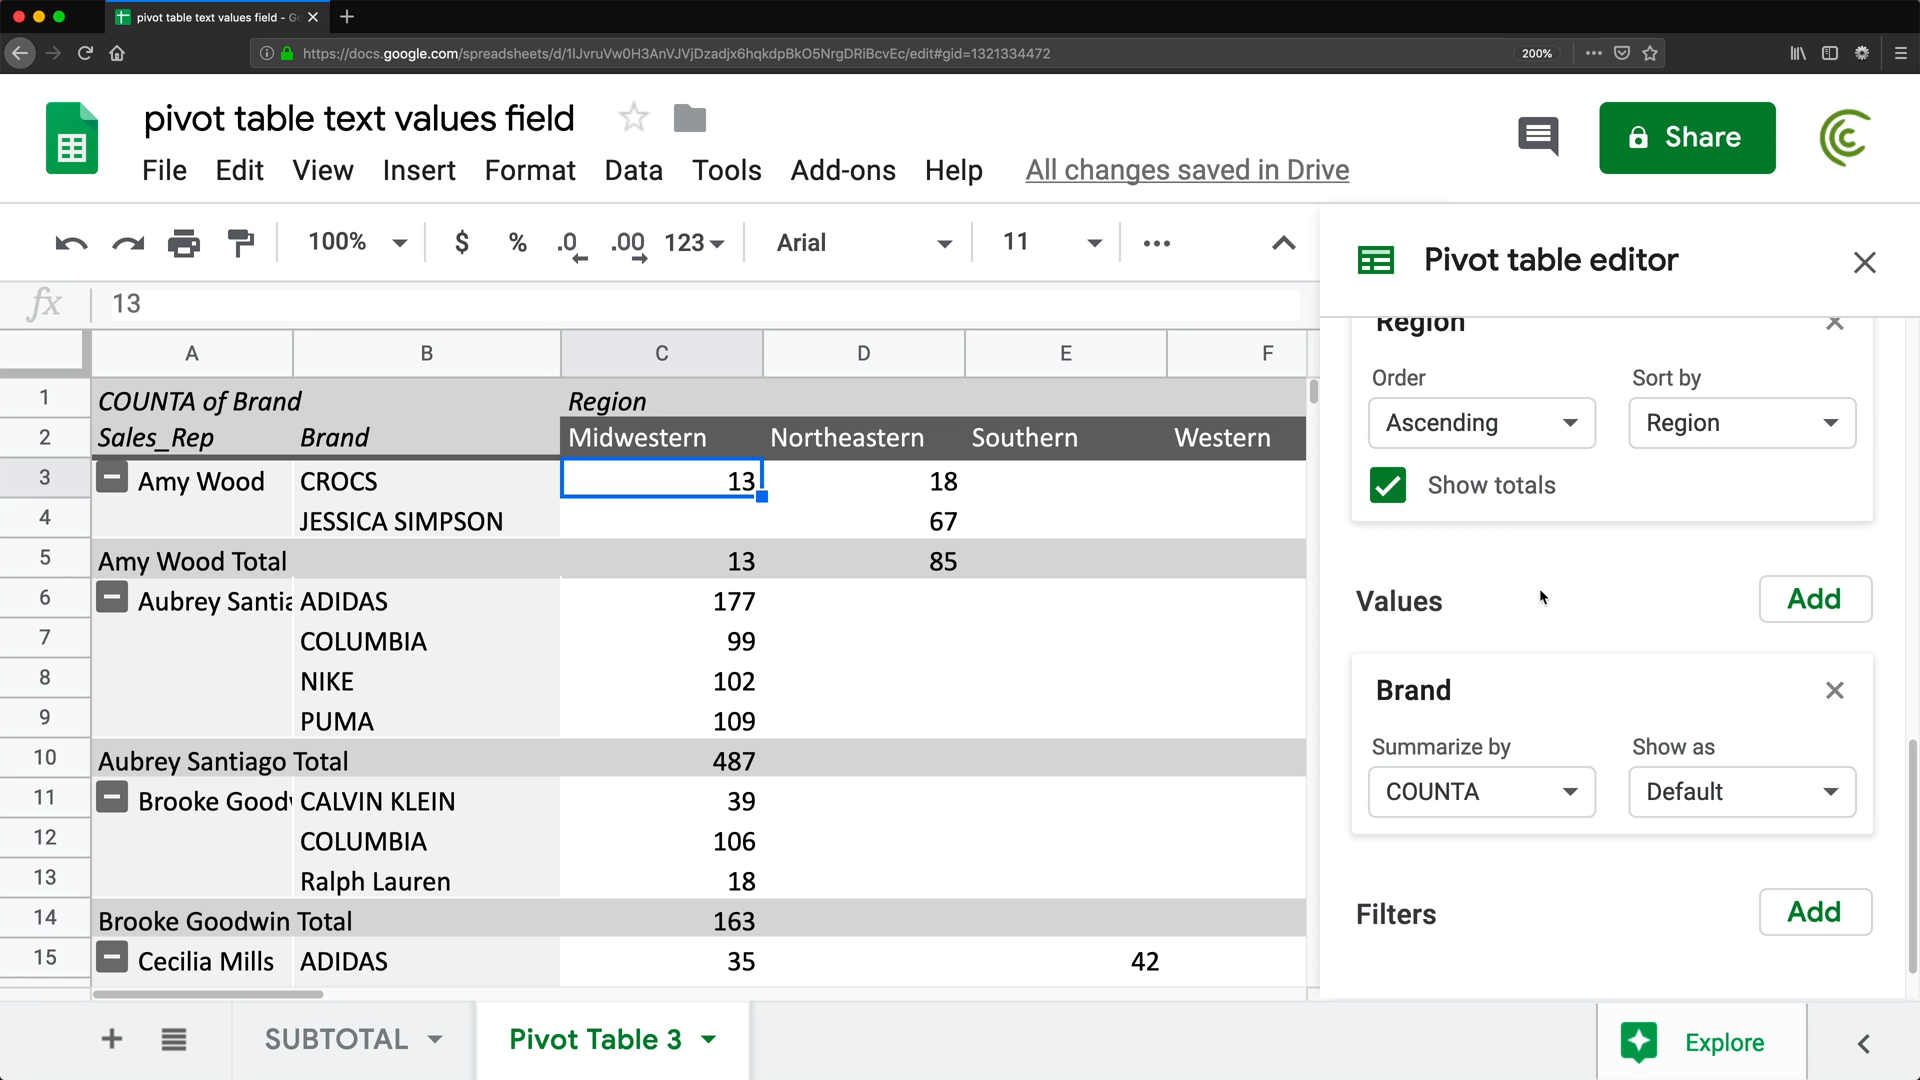 pivot table text values field - Go
https://docs.google.com/spreadsheets/d/1lJvruVw0H3AnVJVjDzadjx6hqkdpBkO5NrgDRiBcvEc/edit#gid=1321334472
200%
pivot table text values field
File Edit View Insert Format Data Tools Add-ons Help All changes saved in Drive
Share
100% $ % .0 .00 123 Arial 11
Pivot table editor
fx 13
A B C D E F
1 COUNTA of Brand Region
2 Sales_Rep Brand Midwestern Northeastern Southern Western
3 Amy Wood CROCS 13 18
4 JESSICA SIMPSON 67
5 Amy Wood Total 13 85
6 Aubrey Santia ADIDAS 177
7 COLUMBIA 99
8 NIKE 102
9 PUMA 109
10 Aubrey Santiago Total 487
11 Brooke Goodw CALVIN KLEIN 39
12 COLUMBIA 106
13 Ralph Lauren 18
14 Brooke Goodwin Total 163
15 Cecilia Mills ADIDAS 35 42
Region
Order Sort by
Ascending Region
Show totals
Values Add
Brand
Summarize by Show as
COUNTA Default
Filters Add
SUBTOTAL Pivot Table 3 Explore